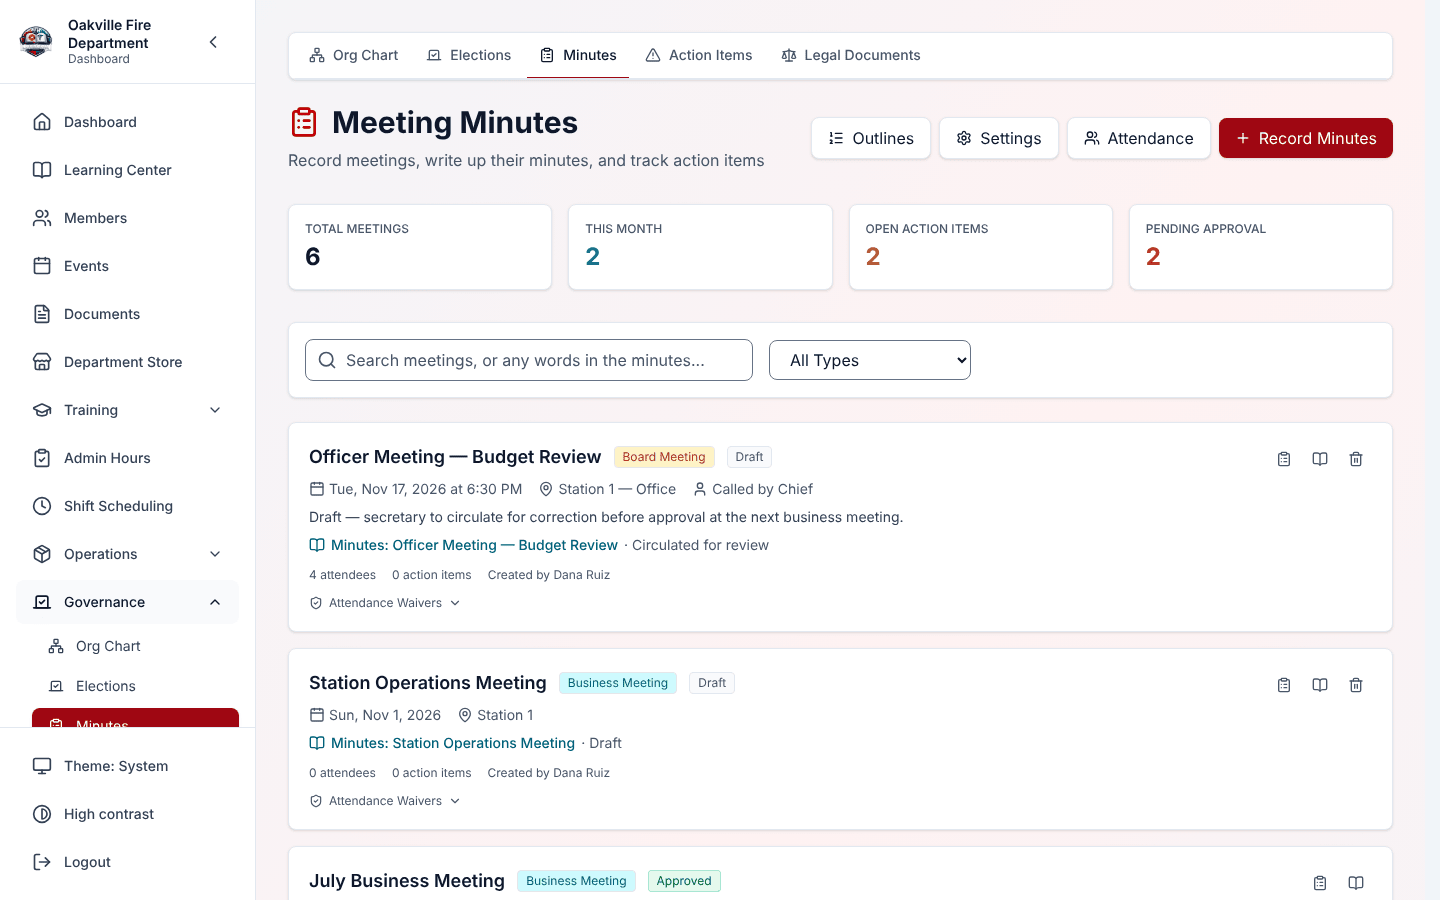 Oakville Fire
Department
Dashboard
Dashboard
Learning Center
Members
Events
Documents
Department Store
Training
Admin Hours
Shift Scheduling
Operations
Governance
Org Chart
Elections
Minutes
Theme: System
High contrast
Logout
Org Chart Elections Minutes Action Items Legal Documents
Meeting Minutes
Record meetings, write up their minutes, and track action items
Outlines Settings Attendance Record Minutes
TOTAL MEETINGS
6
THIS MONTH
2
OPEN ACTION ITEMS
2
PENDING APPROVAL
2
Search meetings, or any words in the minutes...
All Types
Officer Meeting — Budget Review Board Meeting Draft
Tue, Nov 17, 2026 at 6:30 PM Station 1 — Office Called by Chief
Draft — secretary to circulate for correction before approval at the next business meeting.
Minutes: Officer Meeting — Budget Review · Circulated for review
4 attendees 0 action items Created by Dana Ruiz
Attendance Waivers
Station Operations Meeting Business Meeting Draft
Sun, Nov 1, 2026 Station 1
Minutes: Station Operations Meeting · Draft
0 attendees 0 action items Created by Dana Ruiz
Attendance Waivers
July Business Meeting Business Meeting Approved